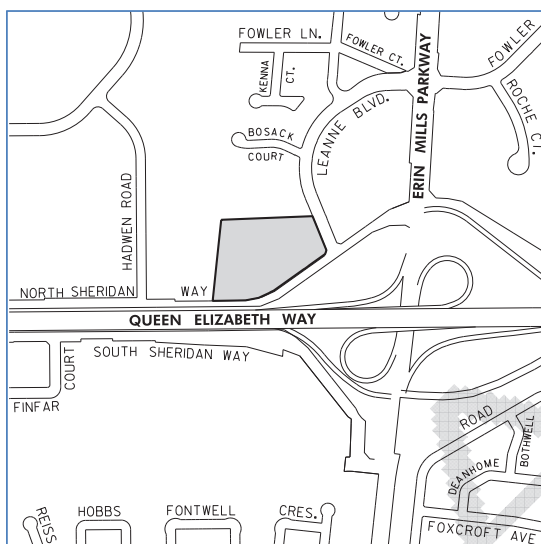 FOWLER LN.
FOWLER CT.
KENNA CT.
ERIN MILLS PARKWAY
FOWLER
ROCHE CT.
LEANNE BLVD.
BOSACK
COURT
HADWEN ROAD
NORTH SHERIDAN WAY
QUEEN ELIZABETH WAY
SOUTH SHERIDAN WAY
COURT
FINFAR
ROAD
BOTHWELL
DEANHOME
REISS
HOBBS
FONTWELL
CRES.
FOXCROFT AVE